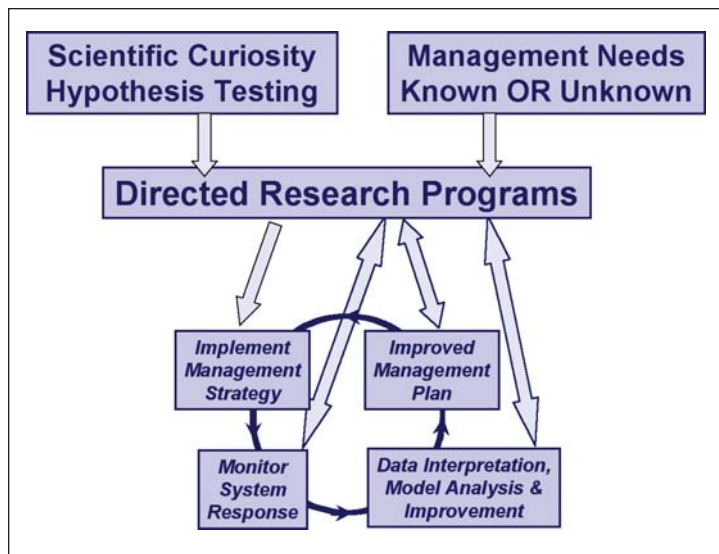 Scientific Curiosity
Hypothesis Testing
Management Needs
Known OR Unknown
Directed Research Programs
Implement
Management
Strategy
Improved
Management
Plan
Monitor
System
Response
Data Interpretation,
Model Analysis &
Improvement